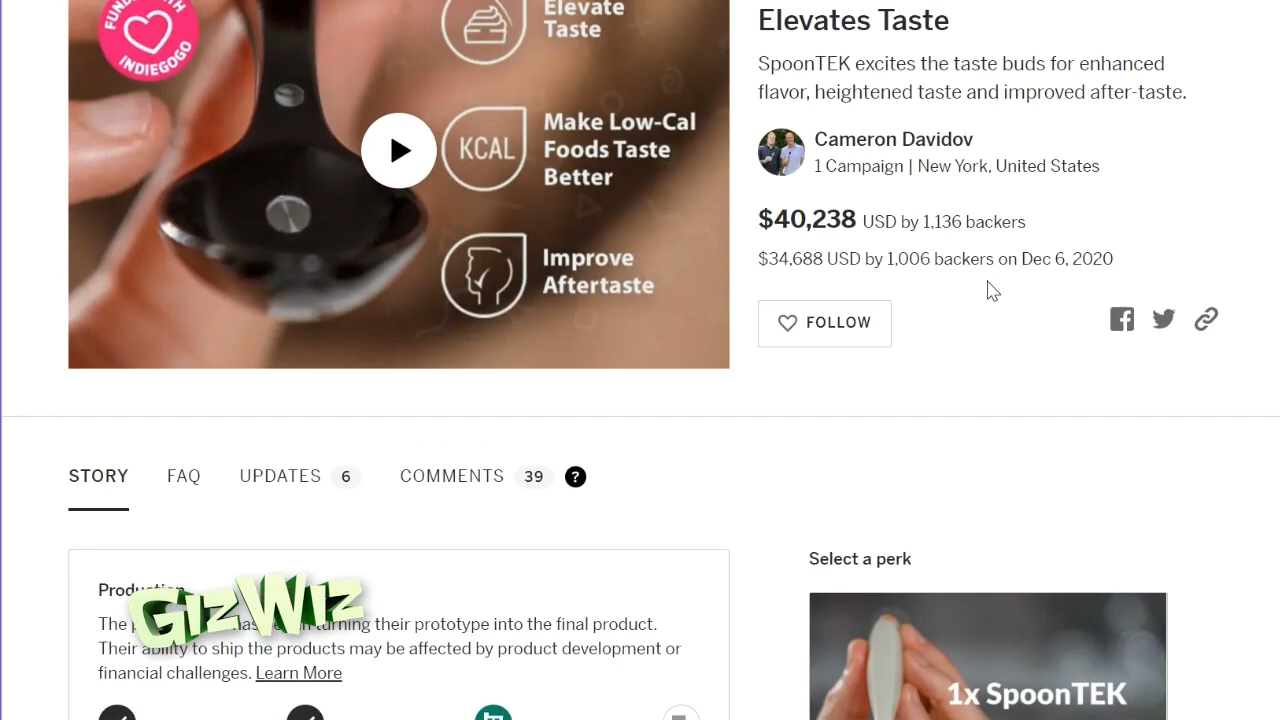 FUNDED WITH
INDIEGOGO
Elevate
Taste
KCAL
Make Low-Cal
Foods Taste
Better
Improve
Aftertaste
Elevates Taste
SpoonTEK excites the taste buds for enhanced
flavor, heightened taste and improved after-taste.
Cameron Davidov
1 Campaign | New York, United States
$40,238 USD by 1,136 backers
$34,688 USD by 1,006 backers on Dec 6, 2020
FOLLOW
STORY FAQ UPDATES 6 COMMENTS 39 ?
Production
GizWiz
The turning their prototype into the final product.
Their ability to ship the products may be affected by product development or
financial challenges. Learn More
Select a perk
1x SpoonTEK